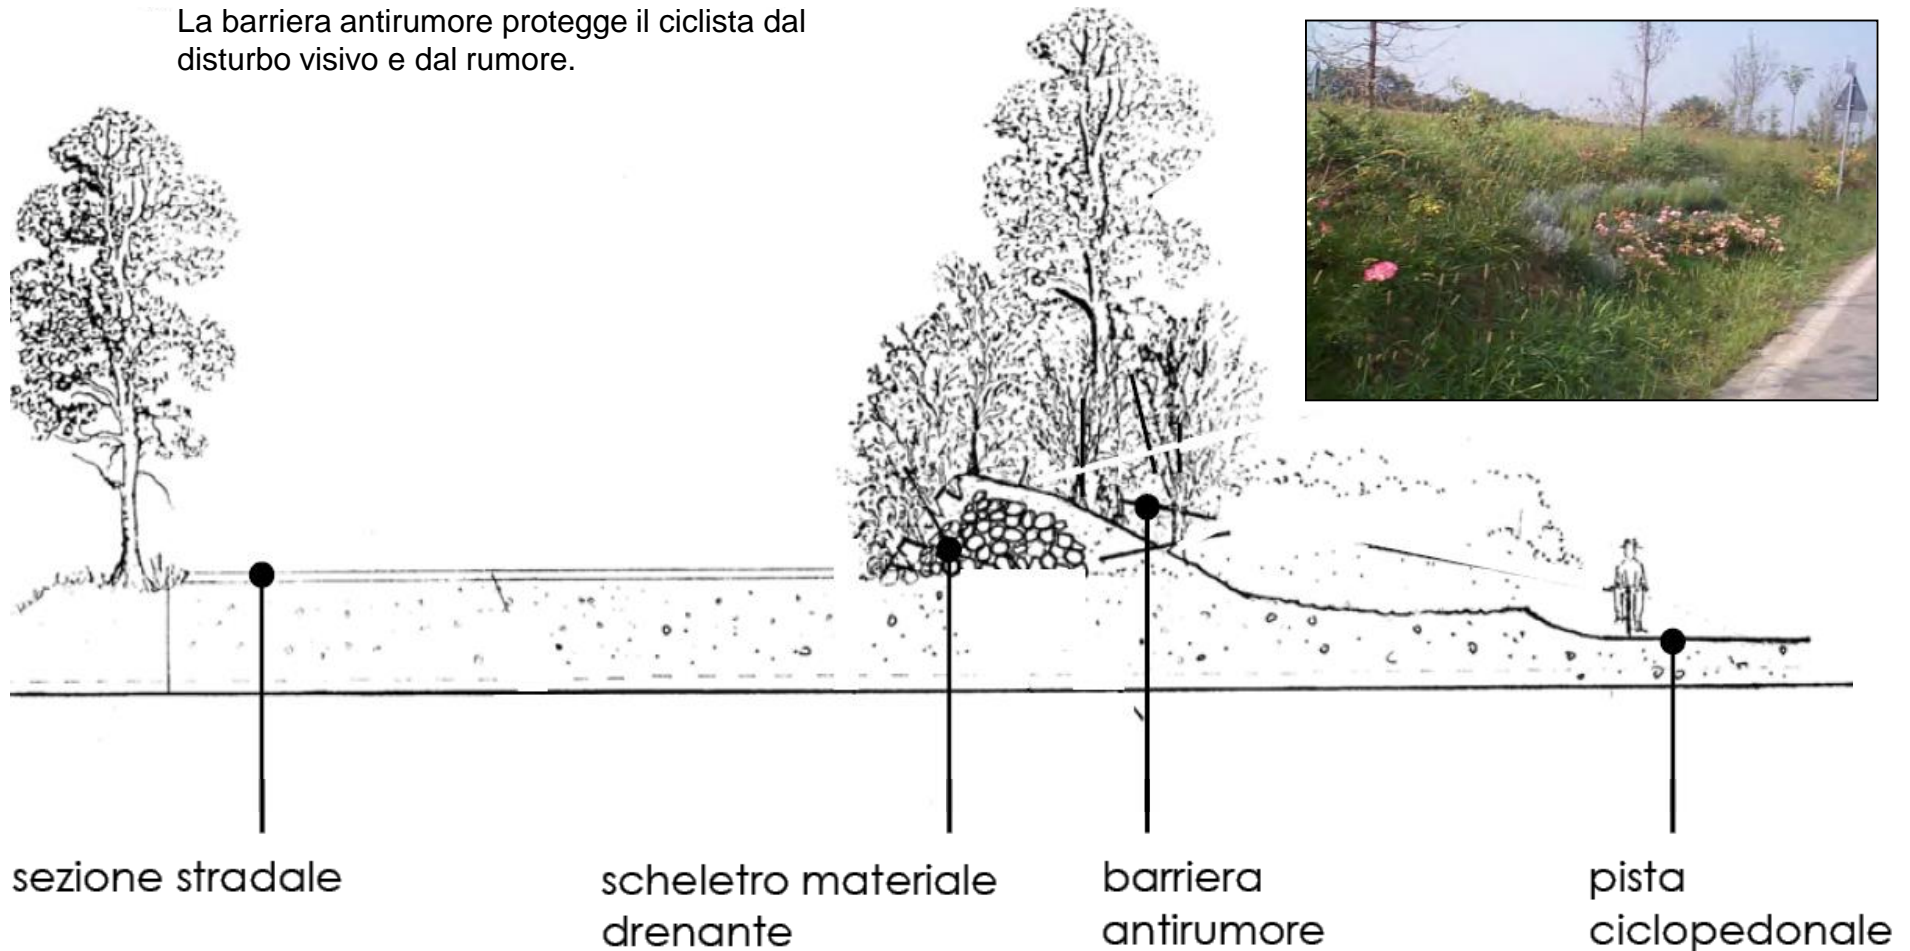 La barriera antirumore protegge il ciclista dal
disturbo visivo e dal rumore.
sezione stradale
scheletro materiale
drenante
barriera
antirumore
pista
ciclopedonale